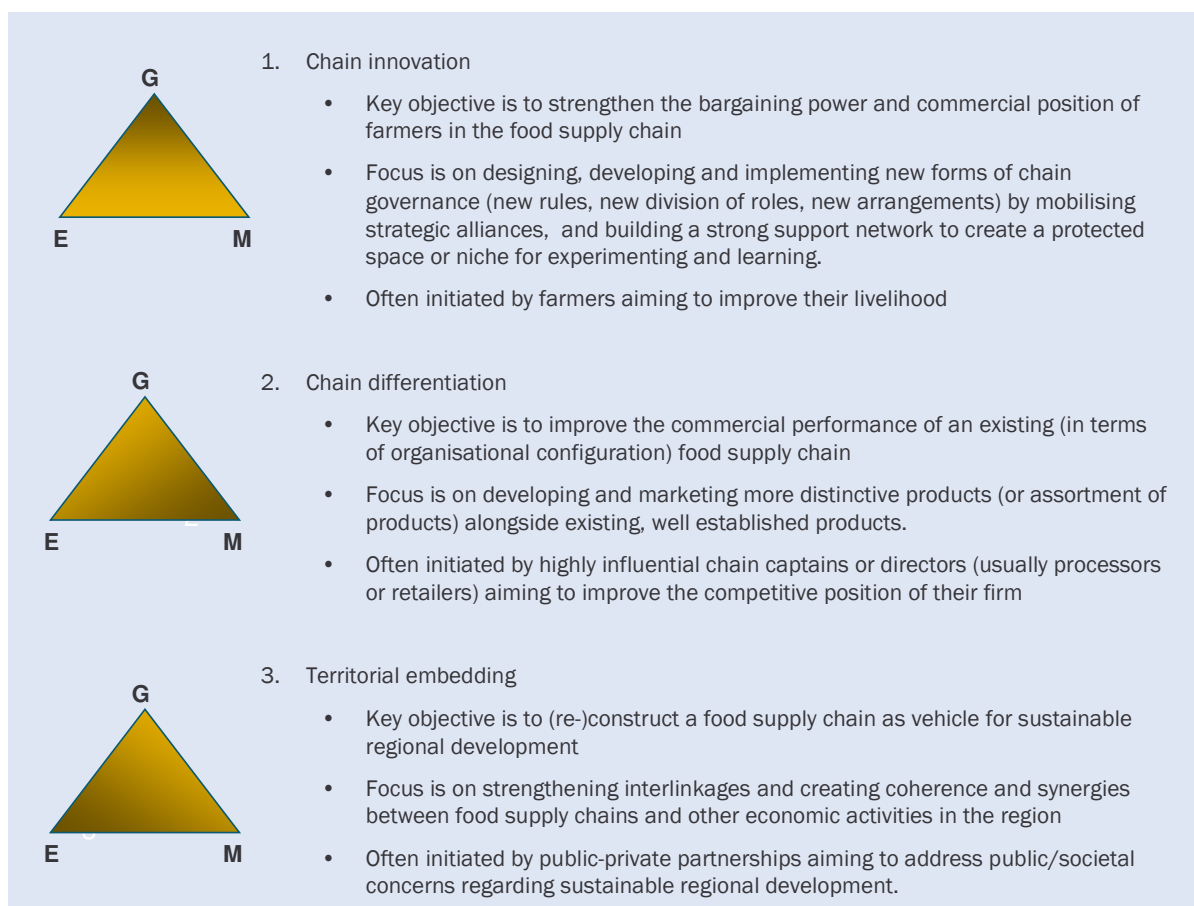 1. Chain innovation
G
• Key objective is to strengthen the bargaining power and commercial position of
farmers in the food supply chain
• Focus is on designing, developing and implementing new forms of chain
governance (new rules, new division of roles, new arrangements) by mobilising
strategic alliances, and building a strong support network to create a protected
space or niche for experimenting and learning.
E M
• Often initiated by farmers aiming to improve their livelihood
2. Chain differentiation
G
• Key objective is to improve the commercial performance of an existing (in terms
of organisational configuration) food supply chain
• Focus is on developing and marketing more distinctive products (or assortment of
products) alongside existing, well established products.
E M
• Often initiated by highly influential chain captains or directors (usually processors
or retailers) aiming to improve the competitive position of their firm
3. Territorial embedding
G
• Key objective is to (re-)construct a food supply chain as vehicle for sustainable
regional development
• Focus is on strengthening interlinkages and creating coherence and synergies
between food supply chains and other economic activities in the region
E M
• Often initiated by public-private partnerships aiming to address public/societal
concerns regarding sustainable regional development.